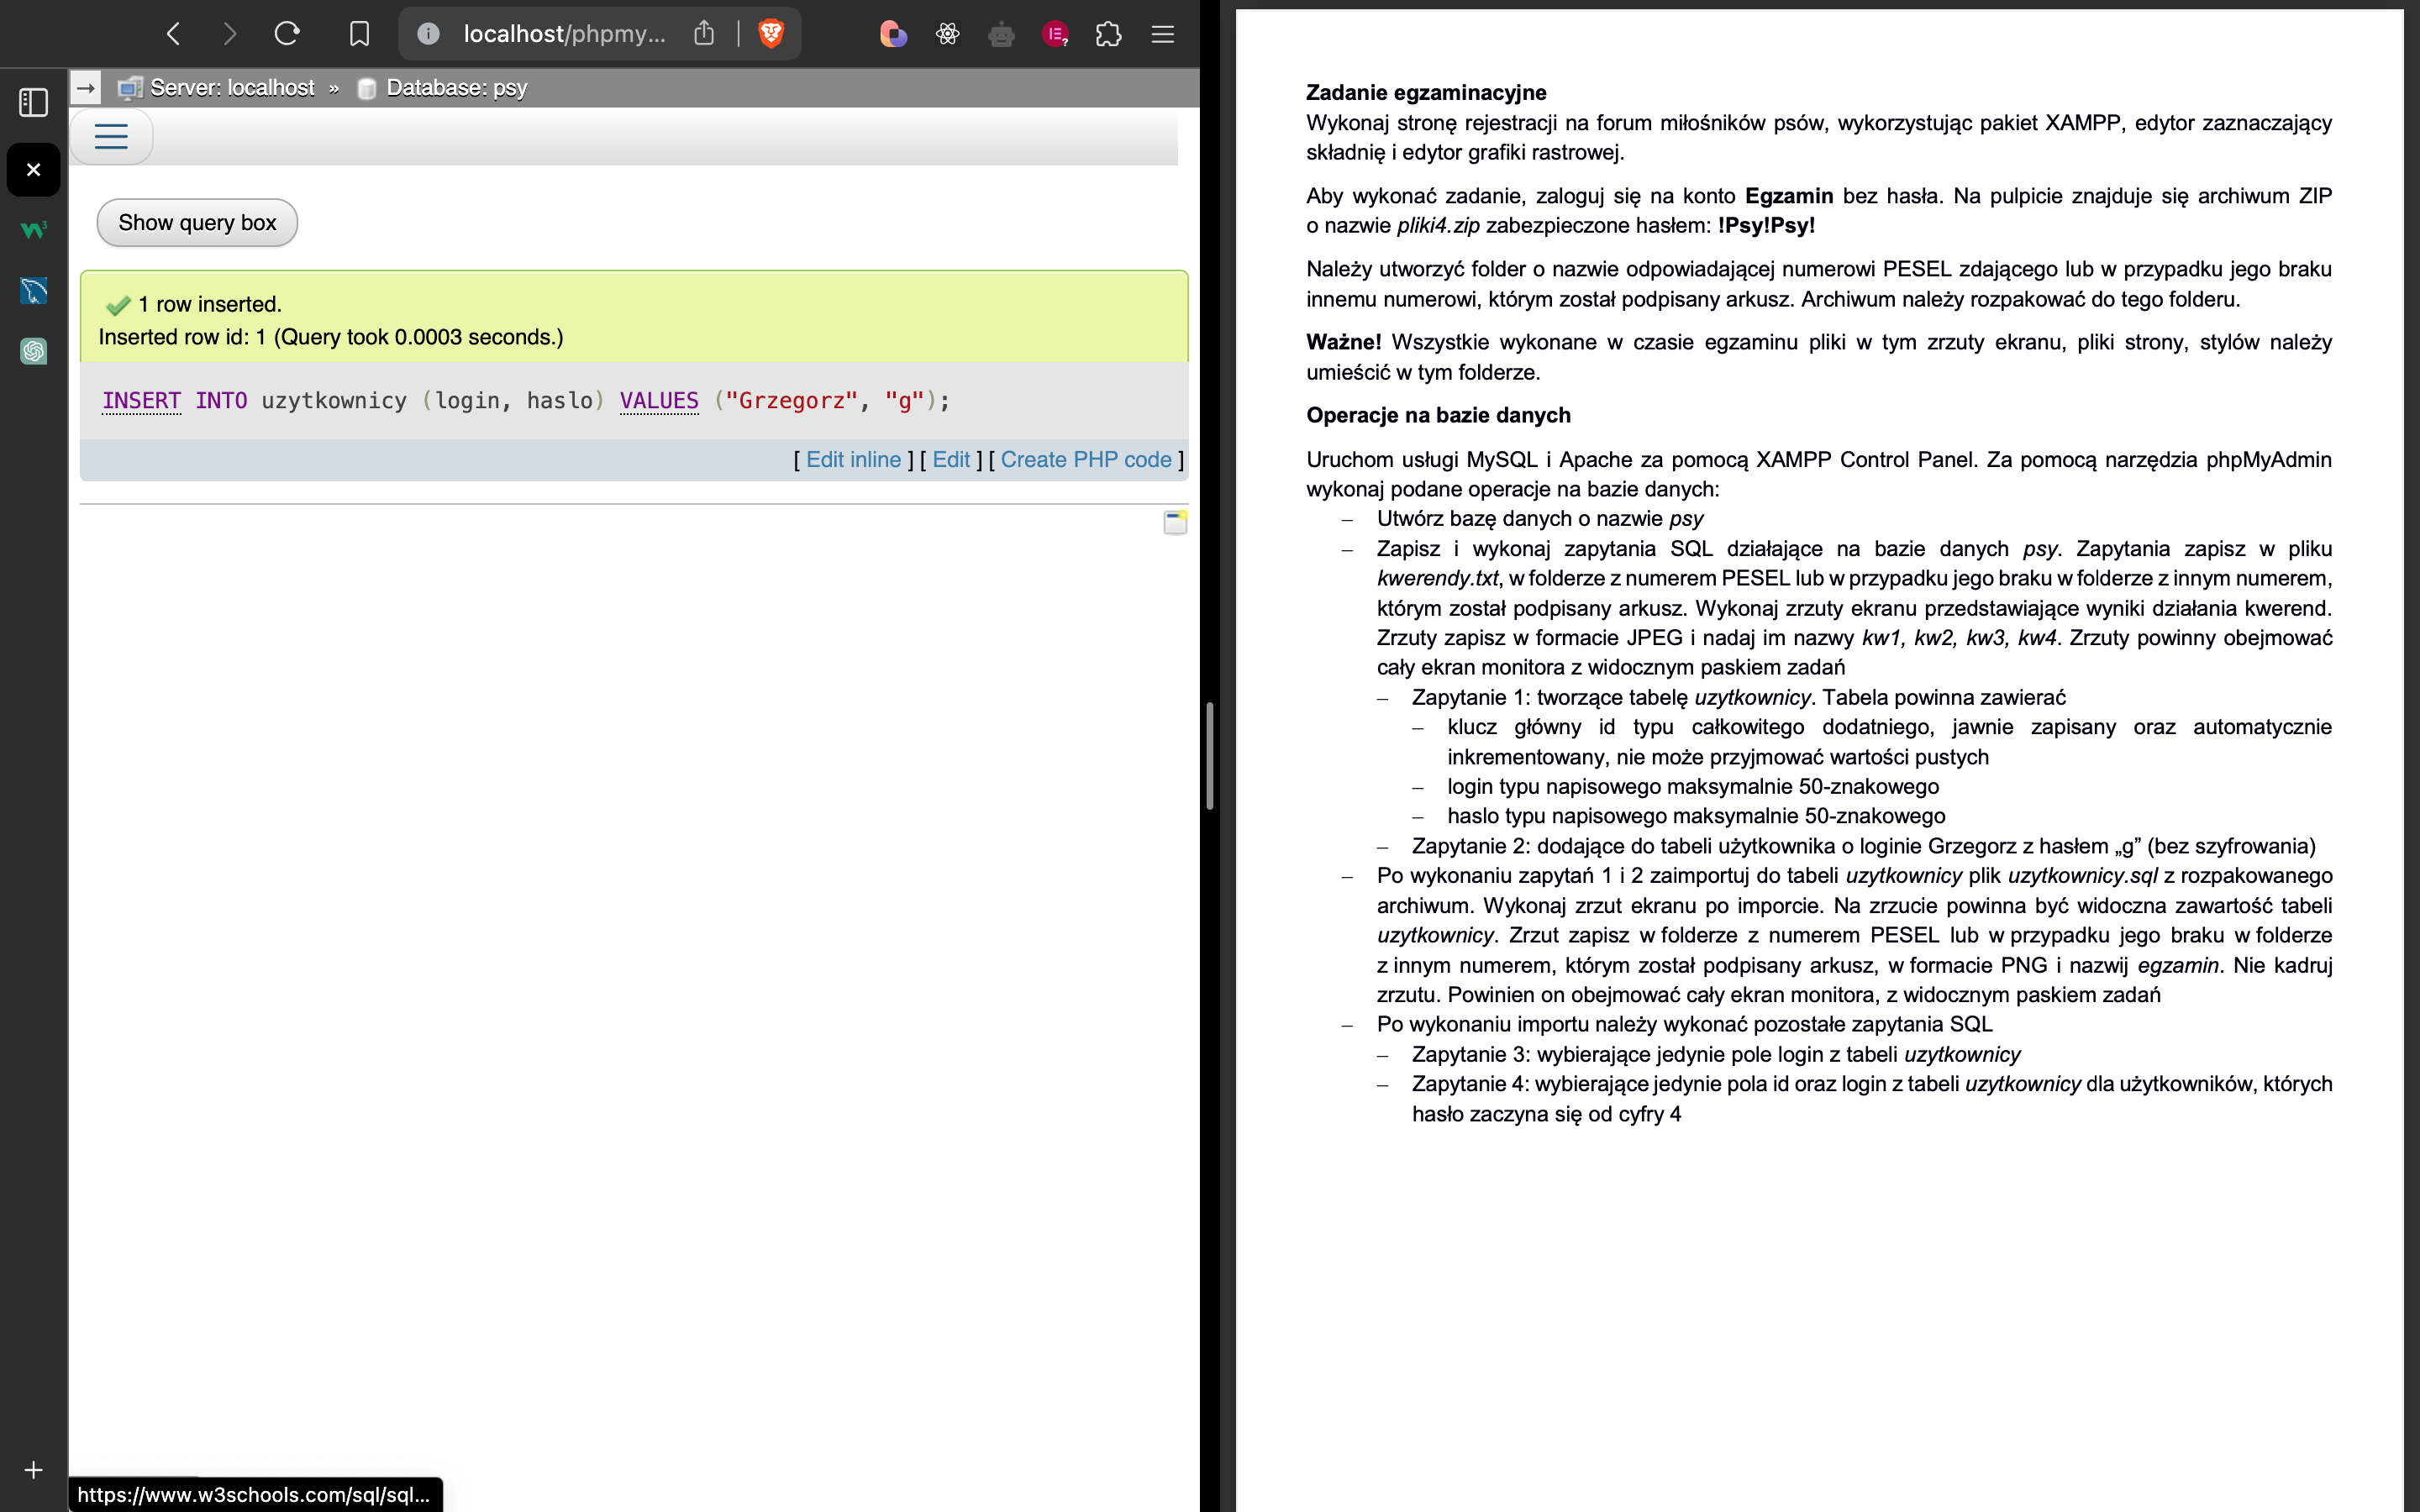 localhost/phpmy...
Server: localhost » Database: psy
Show query box
1 row inserted.
Inserted row id: 1 (Query took 0.0003 seconds.)
INSERT INTO uzytkownicy (login, haslo) VALUES ("Grzegorz", "g");
[ Edit inline ] [ Edit ] [ Create PHP code ]
https://www.w3schools.com/sql/sql...
Zadanie egzaminacyjne
Wykonaj stronę rejestracji na forum miłośników psów, wykorzystując pakiet XAMPP, edytor zaznaczający
składnię i edytor grafiki rastrowej.
Aby wykonać zadanie, zaloguj się na konto Egzamin bez hasła. Na pulpicie znajduje się archiwum ZIP
o nazwie pliki4.zip zabezpieczone hasłem: !Psy!Psy!
Należy utworzyć folder o nazwie odpowiadającej numerowi PESEL zdającego lub w przypadku jego braku
innemu numerowi, którym został podpisany arkusz. Archiwum należy rozpakować do tego folderu.
Ważne! Wszystkie wykonane w czasie egzaminu pliki w tym zrzuty ekranu, pliki strony, stylów należy
umieścić w tym folderze.
Operacje na bazie danych
Uruchom usługi MySQL i Apache za pomocą XAMPP Control Panel. Za pomocą narzędzia phpMyAdmin
wykonaj podane operacje na bazie danych:
– Utwórz bazę danych o nazwie psy
– Zapisz i wykonaj zapytania SQL działające na bazie danych psy. Zapytania zapisz w pliku
kwerendy.txt, w folderze z numerem PESEL lub w przypadku jego braku w folderze z innym numerem,
którym został podpisany arkusz. Wykonaj zrzuty ekranu przedstawiające wyniki działania kwerend.
Zrzuty zapisz w formacie JPEG i nadaj im nazwy kw1, kw2, kw3, kw4. Zrzuty powinny obejmować
cały ekran monitora z widocznym paskiem zadań
– Zapytanie 1: tworzące tabelę uzytkownicy. Tabela powinna zawierać
– klucz główny id typu całkowitego dodatniego, jawnie zapisany oraz automatycznie
inkrementowany, nie może przyjmować wartości pustych
– login typu napisowego maksymalnie 50-znakowego
– haslo typu napisowego maksymalnie 50-znakowego
– Zapytanie 2: dodające do tabeli użytkownika o loginie Grzegorz z hasłem „g” (bez szyfrowania)
– Po wykonaniu zapytań 1 i 2 zaimportuj do tabeli uzytkownicy plik uzytkownicy.sql z rozpakowanego
archiwum. Wykonaj zrzut ekranu po imporcie. Na zrzucie powinna być widoczna zawartość tabeli
uzytkownicy. Zrzut zapisz w folderze z numerem PESEL lub w przypadku jego braku w folderze
z innym numerem, którym został podpisany arkusz, w formacie PNG i nazwij egzamin. Nie kadruj
zrzutu. Powinien on obejmować cały ekran monitora, z widocznym paskiem zadań
– Po wykonaniu importu należy wykonać pozostałe zapytania SQL
– Zapytanie 3: wybierające jedynie pole login z tabeli uzytkownicy
– Zapytanie 4: wybierające jedynie pola id oraz login z tabeli uzytkownicy dla użytkowników, których
hasło zaczyna się od cyfry 4